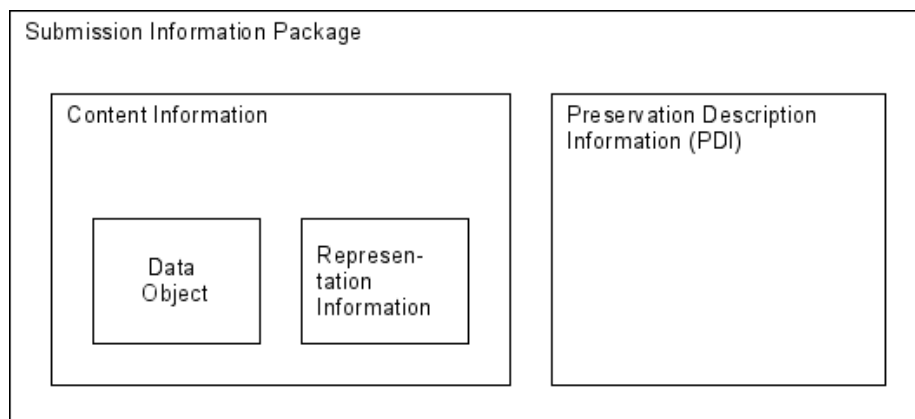 Submission Information Package
Content Information
Preservation Description
Information (PDI)
Data
Object
Represen-
tation
Information